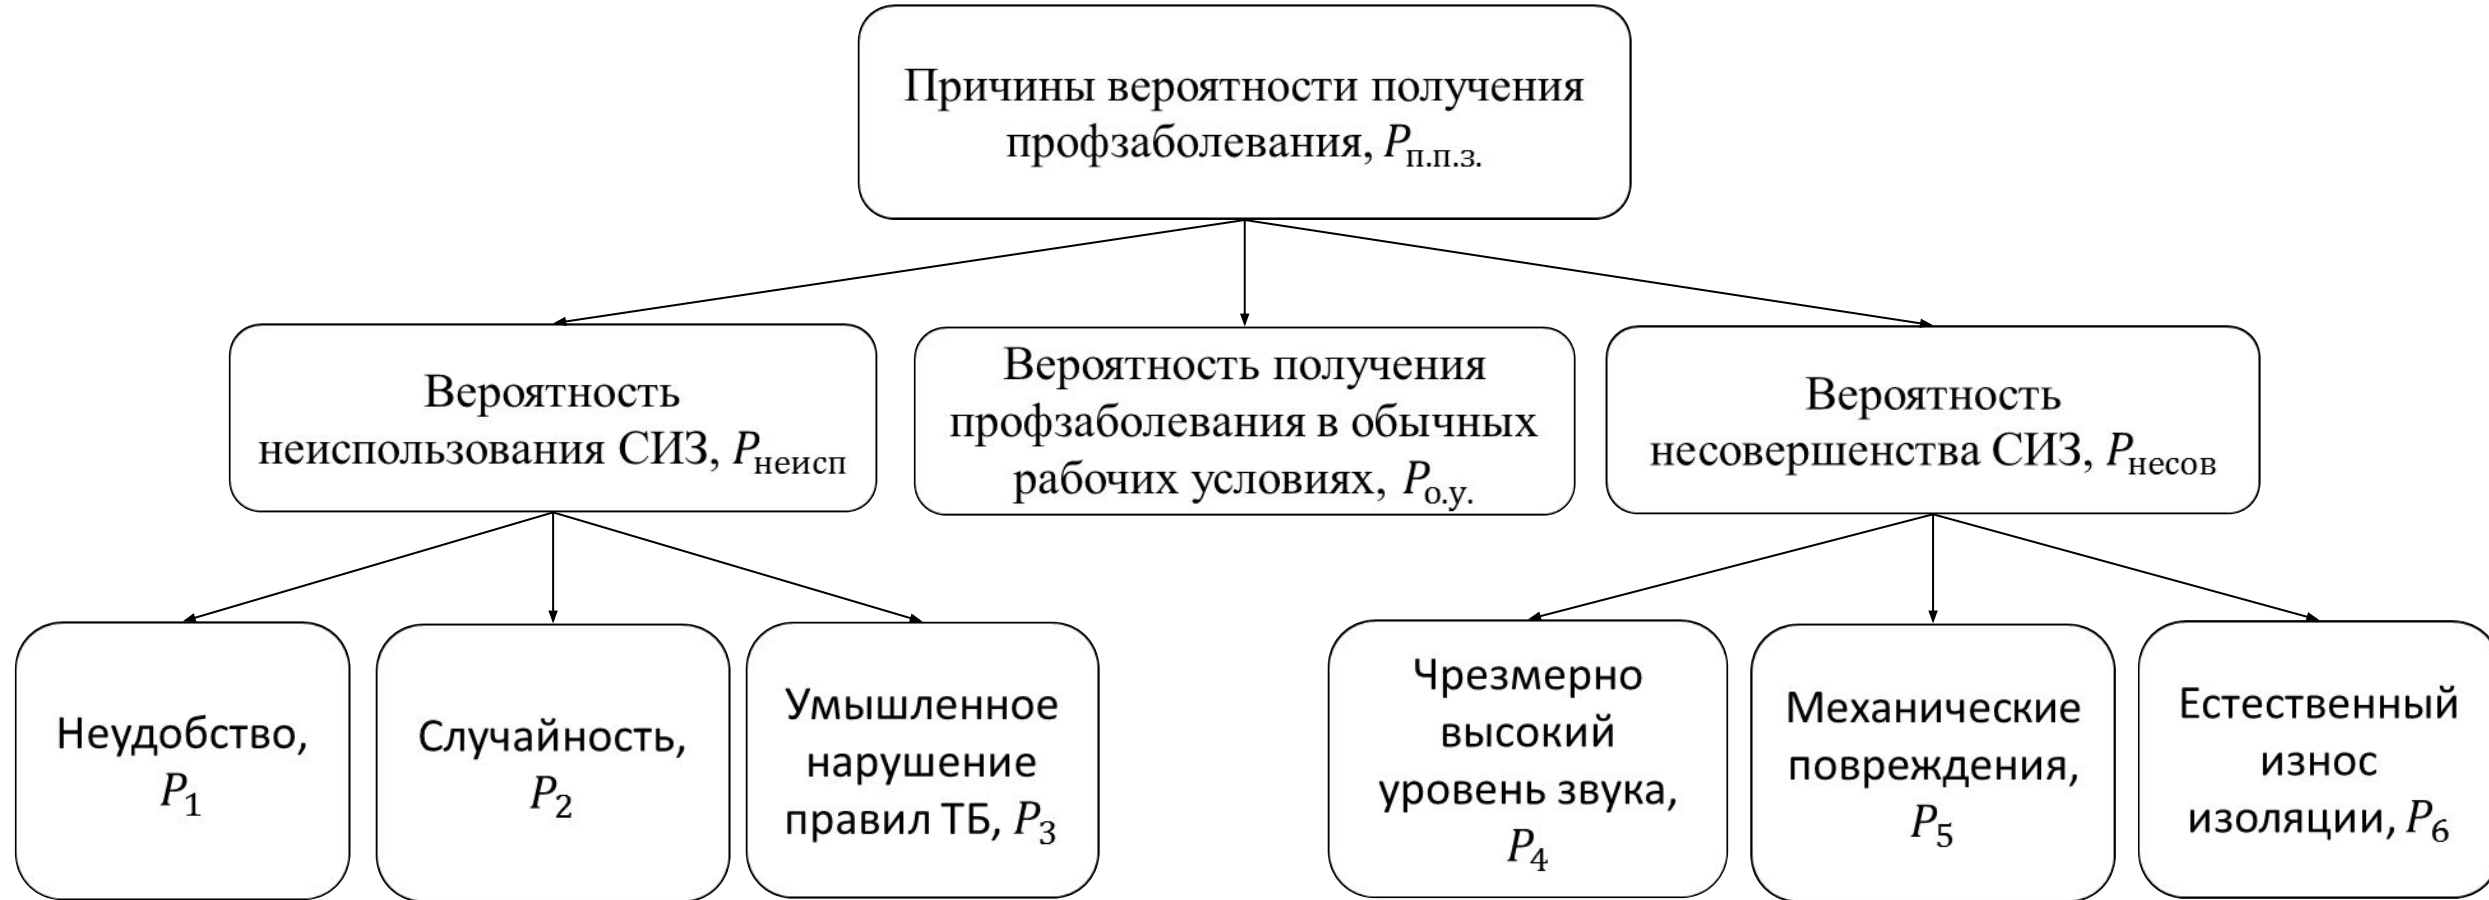 Причины вероятности получения
профзаболевания, Pп.п.з.
Вероятность
неиспользования СИЗ, Pнеисп
Вероятность получения
профзаболевания в обычных
рабочих условиях, Pо.у.
Вероятность
несовершенства СИЗ, Pнесов
Неудобство,
P1
Случайность,
P2
Умышленное
нарушение
правил ТБ, P3
Чрезмерно
высокий
уровень звука,
P4
Механические
повреждения,
P5
Естественный
износ
изоляции, P6